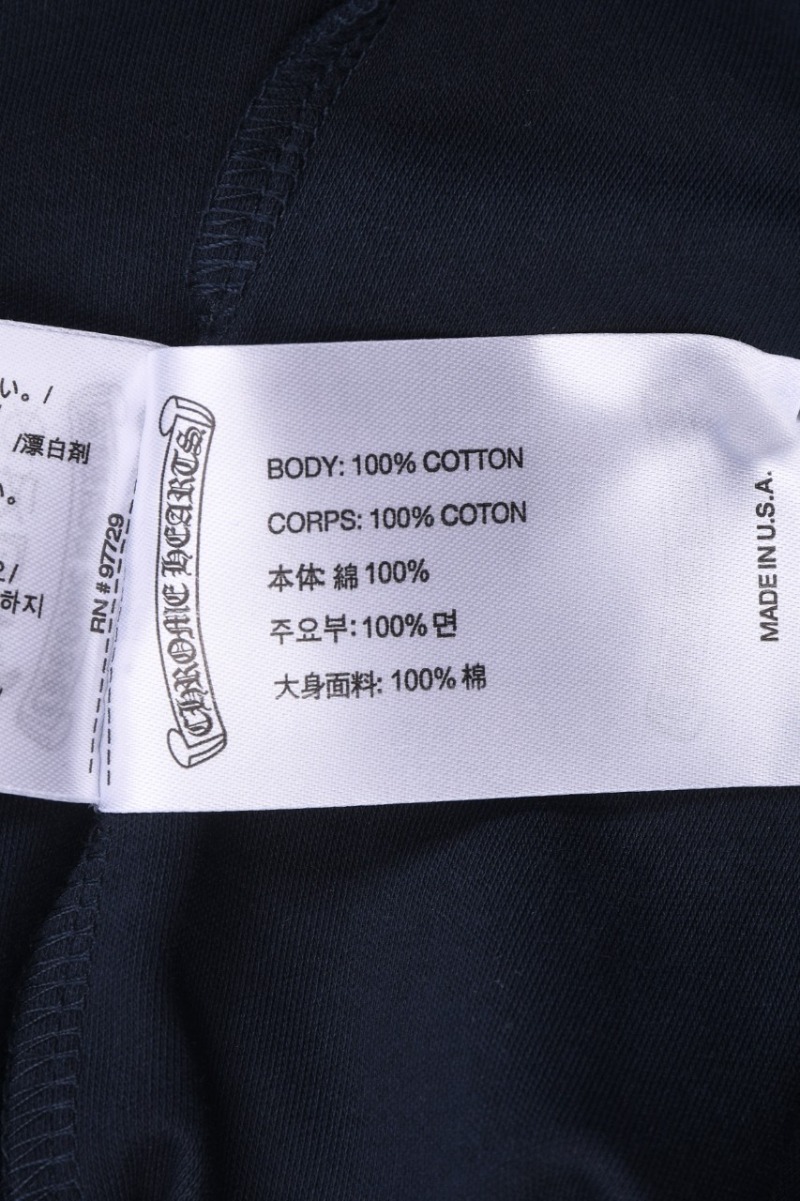 い。/
/漂白剤
い。
하지
RN # 97729
CHROME HEARTS
BODY: 100% COTTON
CORPS: 100% COTON
本体: 綿 100%
주요부: 100% 면
大身面料: 100% 棉
MADE IN U.S.A.